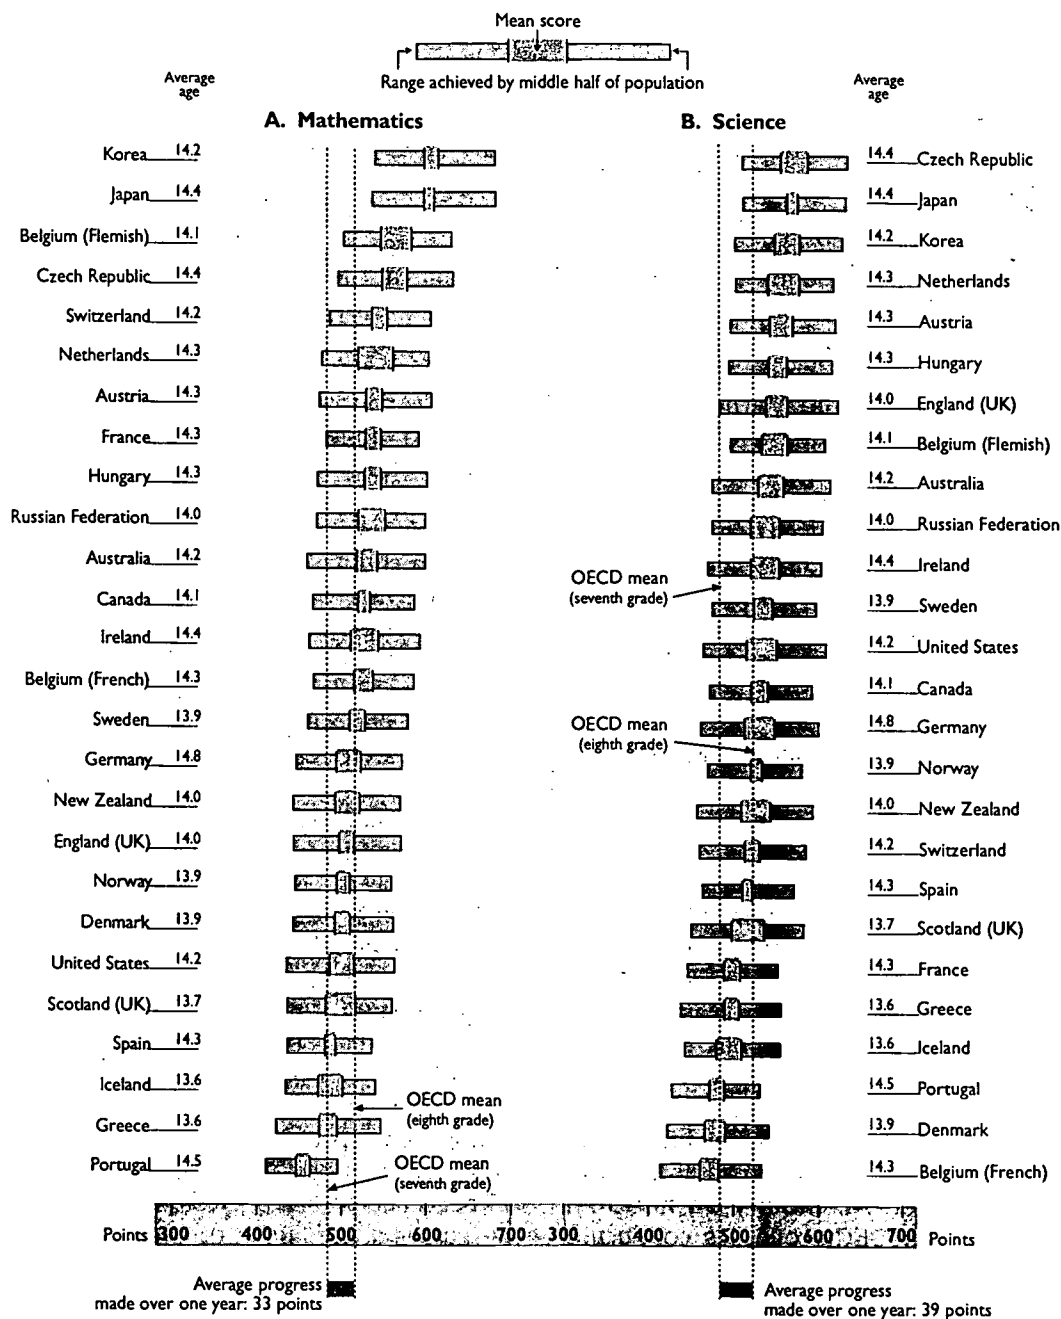 Mean score
Range achieved by middle half of population
Average
age
Average
age
A. Mathematics
B. Science
Korea 14.2
Japan 14.4
Belgium (Flemish) 14.1
Czech Republic 14.4
Switzerland 14.2
Netherlands 14.3
Austria 14.3
France 14.3
Hungary 14.3
Russian Federation 14.0
Australia 14.2
Canada 14.1
Ireland 14.4
Belgium (French) 14.3
Sweden 13.9
Germany 14.8
New Zealand 14.0
England (UK) 14.0
Norway 13.9
Denmark 13.9
United States 14.2
Scotland (UK) 13.7
Spain 14.3
Iceland 13.6
Greece 13.6
Portugal 14.5
OECD mean
(eighth grade)
OECD mean
(seventh grade)
14.4 Czech Republic
14.4 Japan
14.2 Korea
14.3 Netherlands
14.3 Austria
14.3 Hungary
14.0 England (UK)
14.1 Belgium (Flemish)
14.2 Australia
14.0 Russian Federation
14.4 Ireland
13.9 Sweden
14.2 United States
14.1 Canada
14.8 Germany
13.9 Norway
14.0 New Zealand
14.2 Switzerland
14.3 Spain
13.7 Scotland (UK)
14.3 France
13.6 Greece
13.6 Iceland
14.5 Portugal
13.9 Denmark
14.3 Belgium (French)
OECD mean
(seventh grade)
OECD mean
(eighth grade)
Points 300 400 500 600 700 300 400 500 600 700 Points
Average progress
made over one year: 33 points
Average progress
made over one year: 39 points